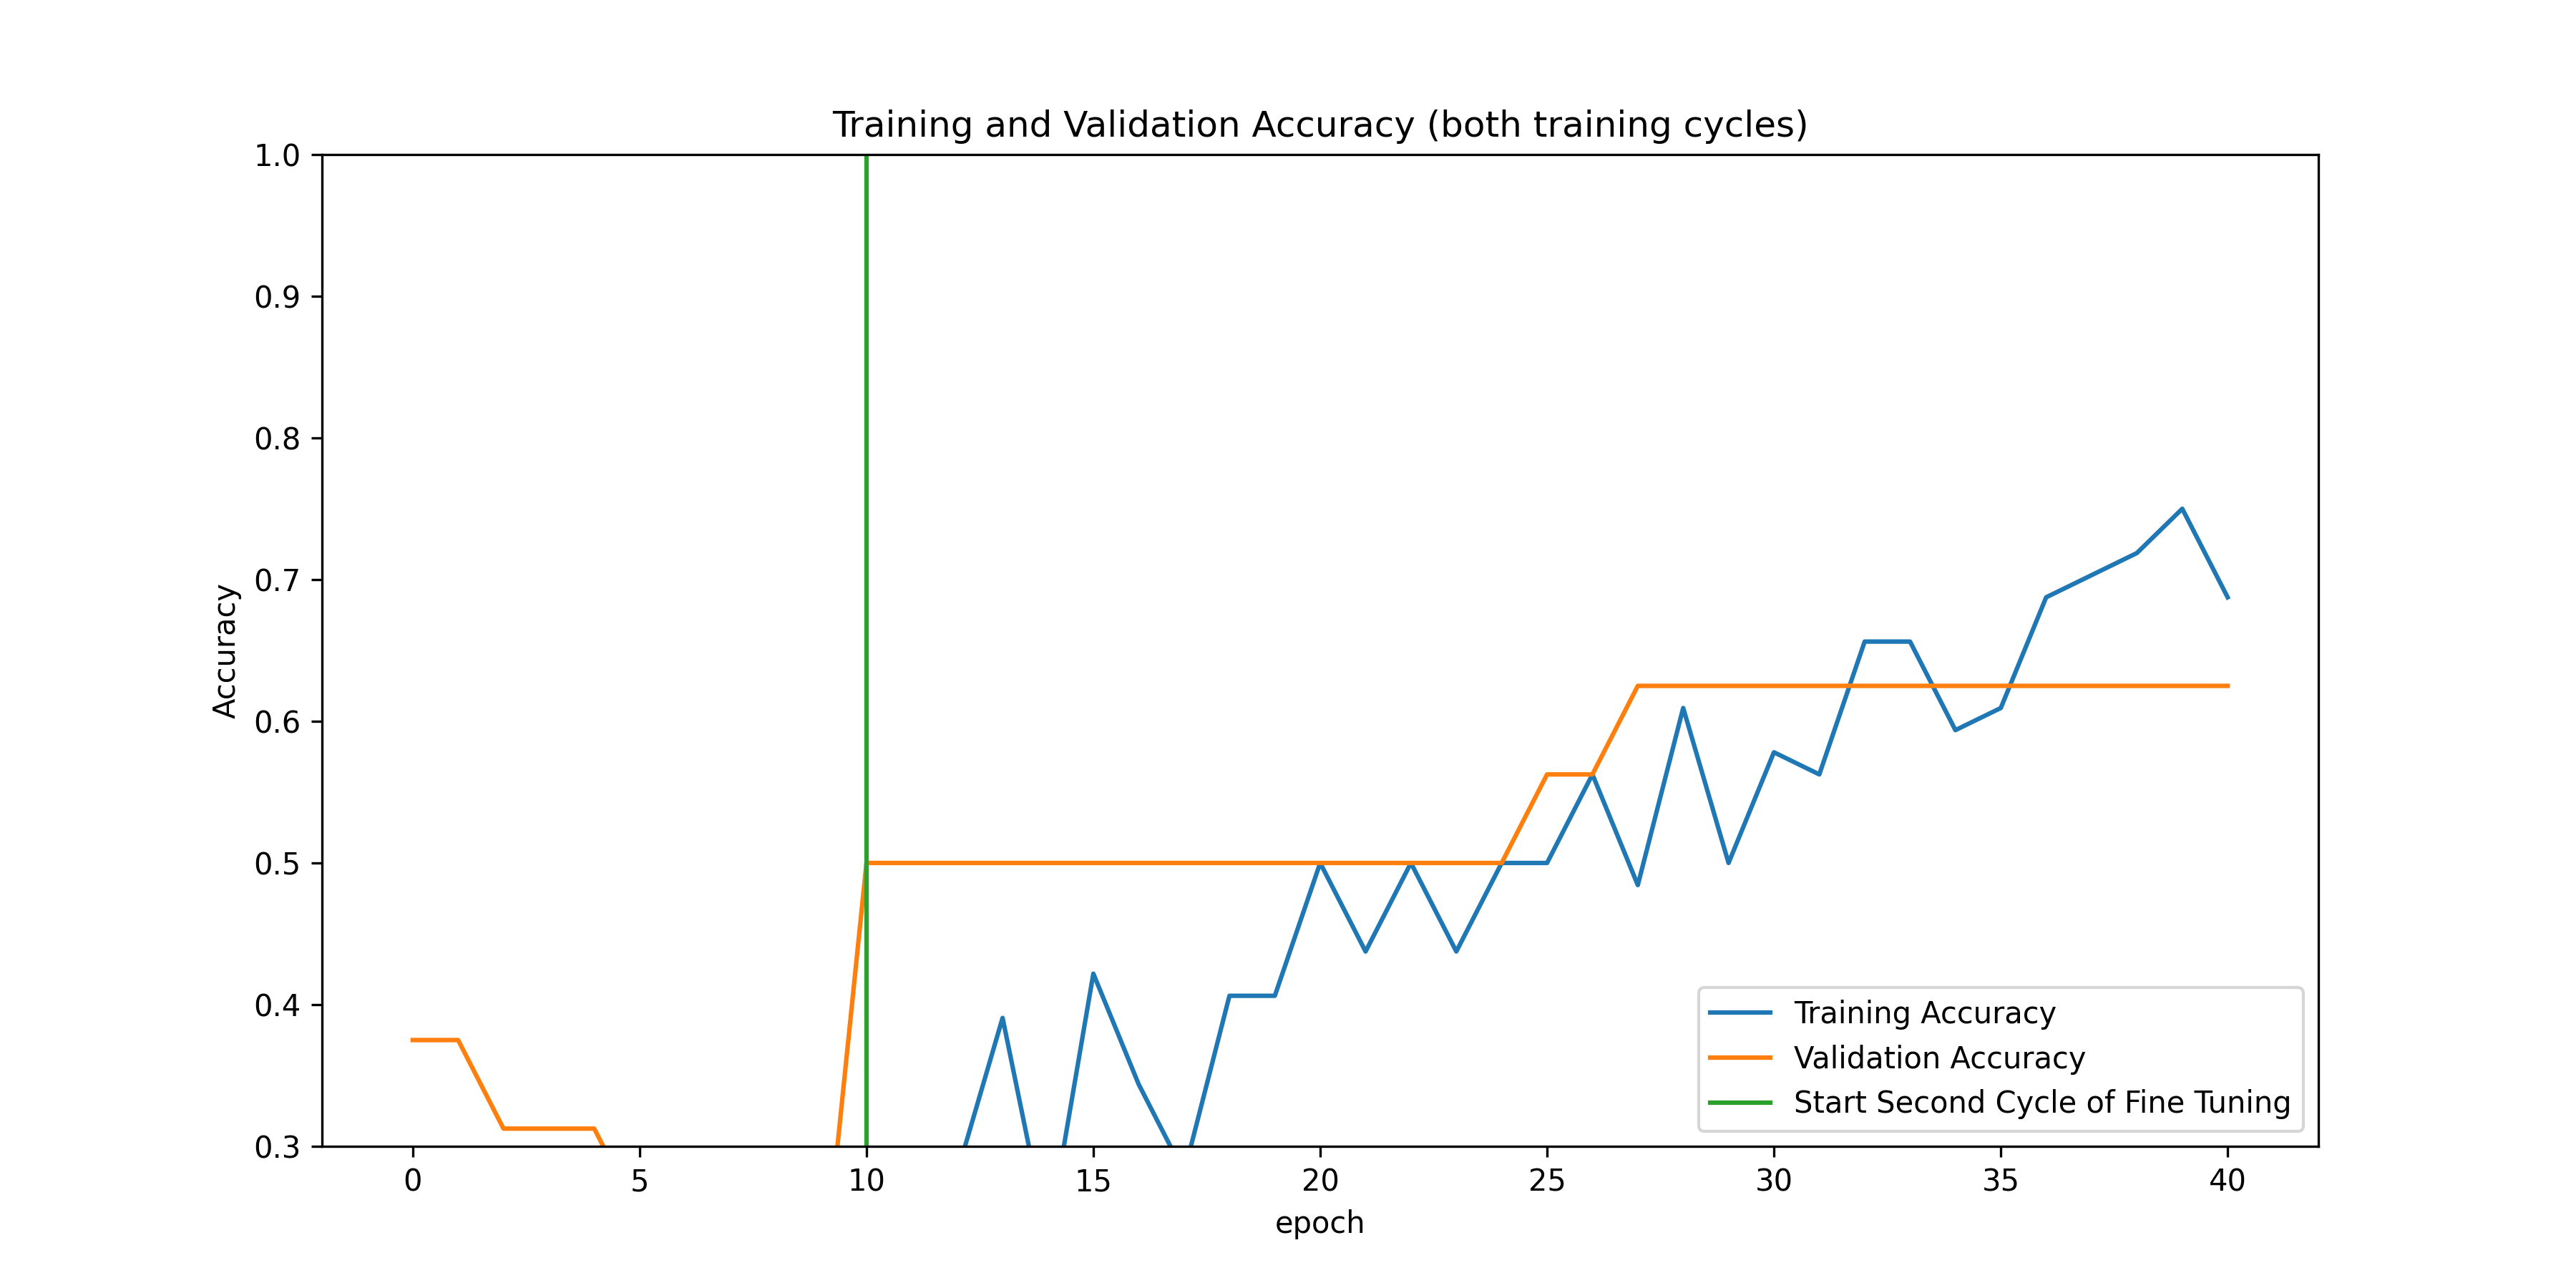 Training and Validation Accuracy (both training cycles)
1.0
0.9
0.8
0.7
0.6
0.5
0.4
0.3
Accuracy
Training Accuracy
Validation Accuracy
Start Second Cycle of Fine Tuning
0 5 10 15 20 25 30 35 40
epoch